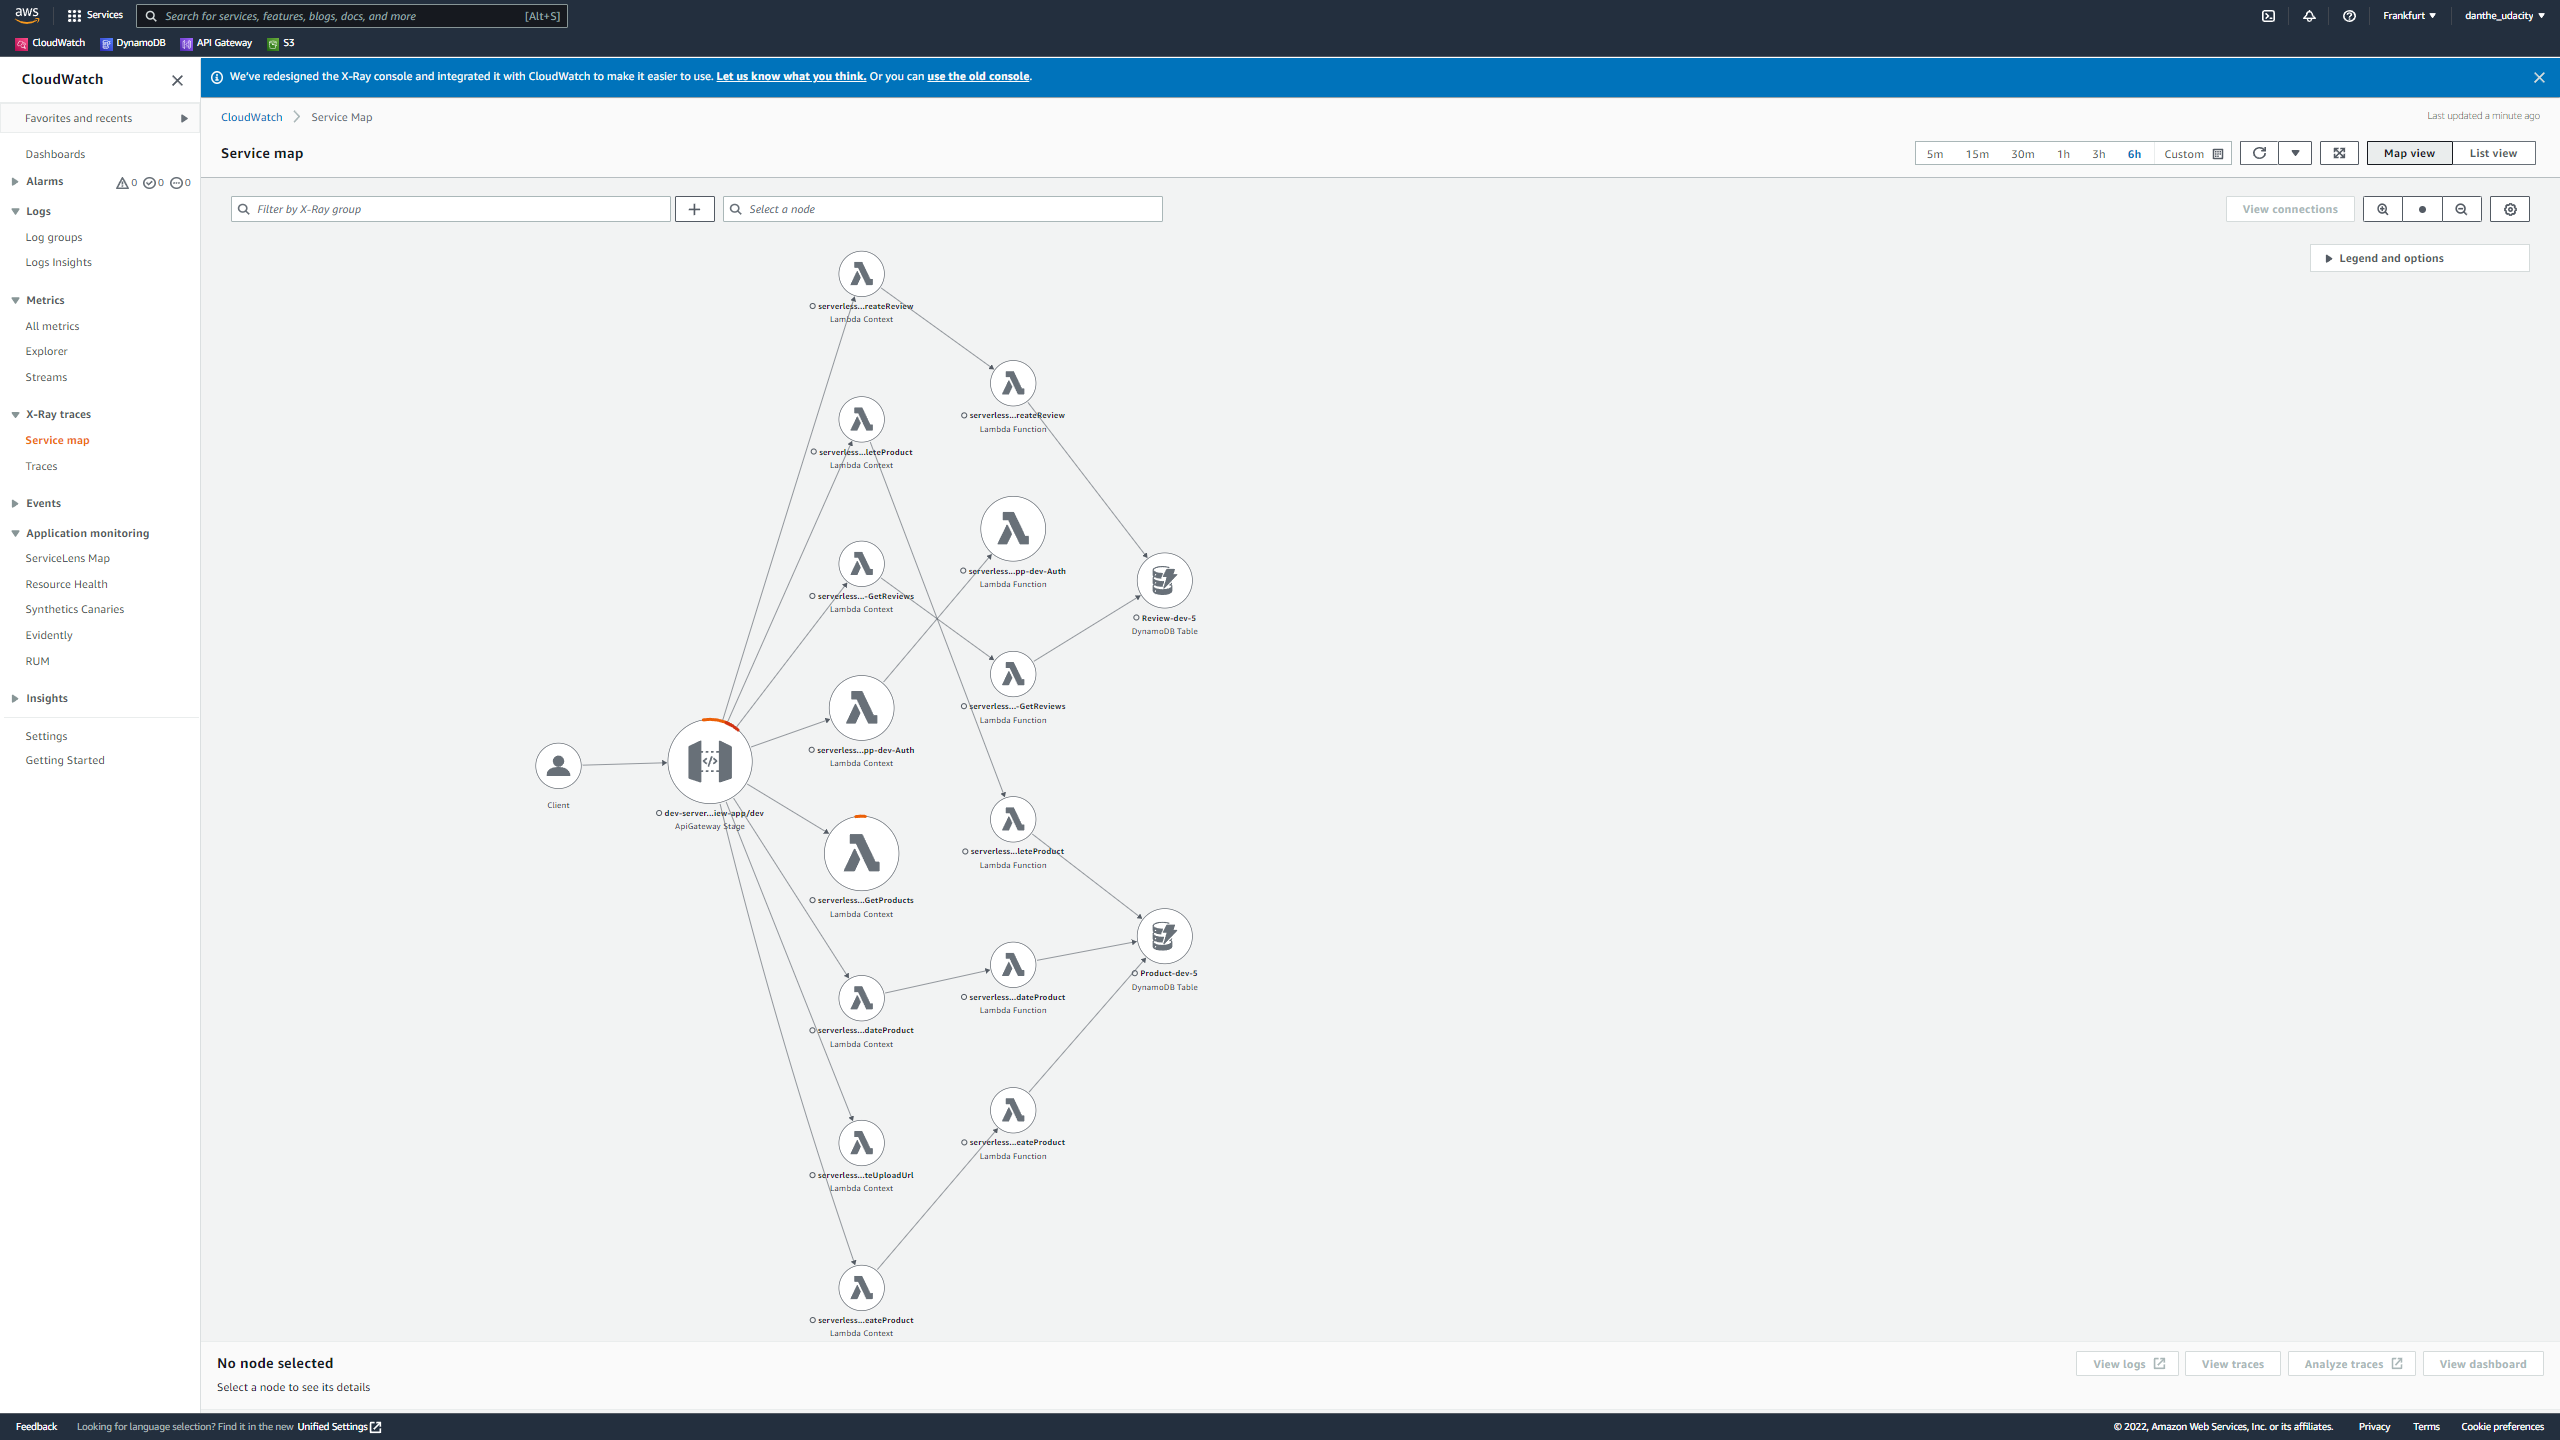 aws
Services
Search for services, features, blogs, docs, and more
[Alt+S]
Frankfurt
danthe_udacity
CloudWatch
DynamoDB
API Gateway
S3
CloudWatch
Favorites and recents
Dashboards
Alarms
0
0
0
Logs
Log groups
Logs Insights
Metrics
All metrics
Explorer
Streams
X-Ray traces
Service map
Traces
Events
Application monitoring
ServiceLens Map
Resource Health
Synthetics Canaries
Evidently
RUM
Insights
Settings
Getting Started
We've redesigned the X-Ray console and integrated it with CloudWatch to make it easier to use. Let us know what you think. Or you can use the old console.
CloudWatch
Service Map
Last updated a minute ago
Service map
5m
15m
30m
1h
3h
6h
Custom
Map view
List view
Filter by X-Ray group
Select a node
View connections
Legend and options
serverless...reateReview
Lambda Context
serverless...reateReview
Lambda Function
serverless...leteProduct
Lambda Context
serverless...pp-dev-Auth
Lambda Function
serverless...-GetReviews
Lambda Context
Review-dev-5
DynamoDB Table
serverless...-GetReviews
Lambda Function
serverless...pp-dev-Auth
Lambda Context
Client
dev-server...iew-app/dev
ApiGateway Stage
serverless...leteProduct
Lambda Function
serverless...GetProducts
Lambda Context
Product-dev-5
DynamoDB Table
serverless...dateProduct
Lambda Function
serverless...dateProduct
Lambda Context
serverless...eateProduct
Lambda Function
serverless...teUploadUrl
Lambda Context
serverless...eateProduct
Lambda Context
No node selected
Select a node to see its details
View logs
View traces
Analyze traces
View dashboard
Feedback
Looking for language selection? Find it in the new Unified Settings
© 2022, Amazon Web Services, Inc. or its affiliates.
Privacy
Terms
Cookie preferences